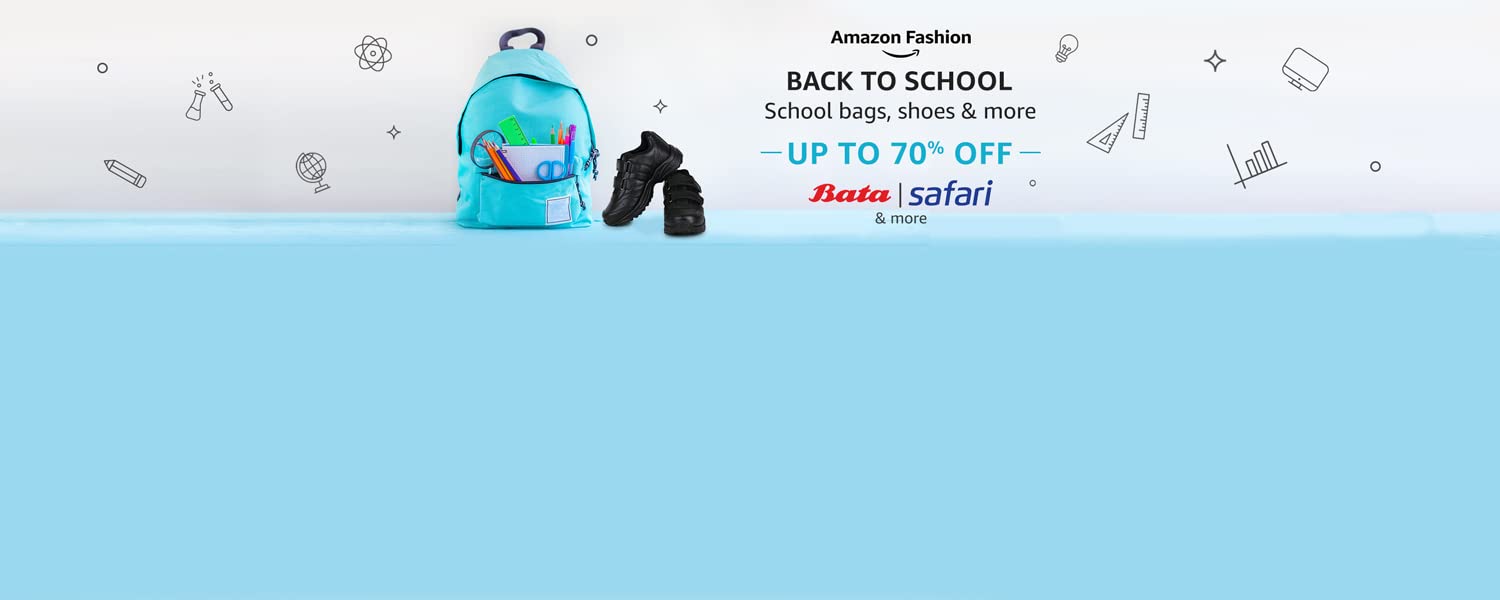 Amazon Fashion
BACK TO SCHOOL
School bags, shoes & more
UP TO 70% OFF
Bata | safari
& more